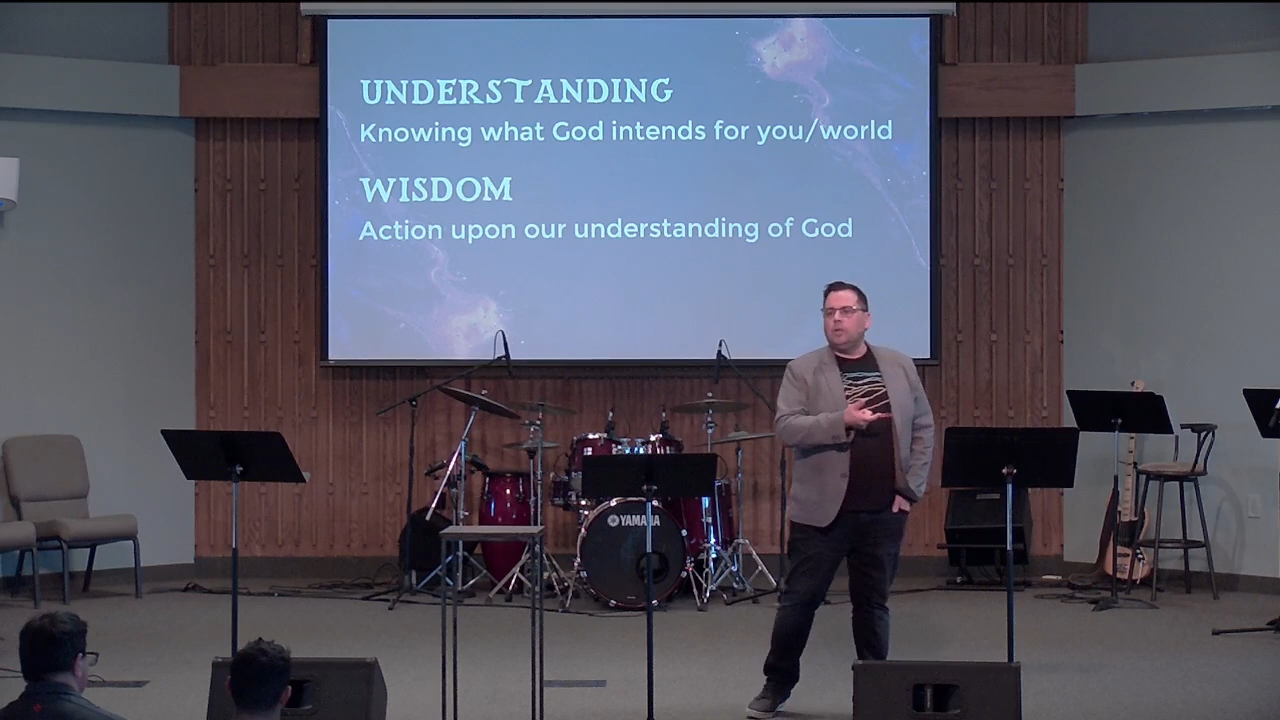 UNDERSTANDING
Knowing what God intends for you/world
WISDOM
Action upon our understanding of God
YAMAHA